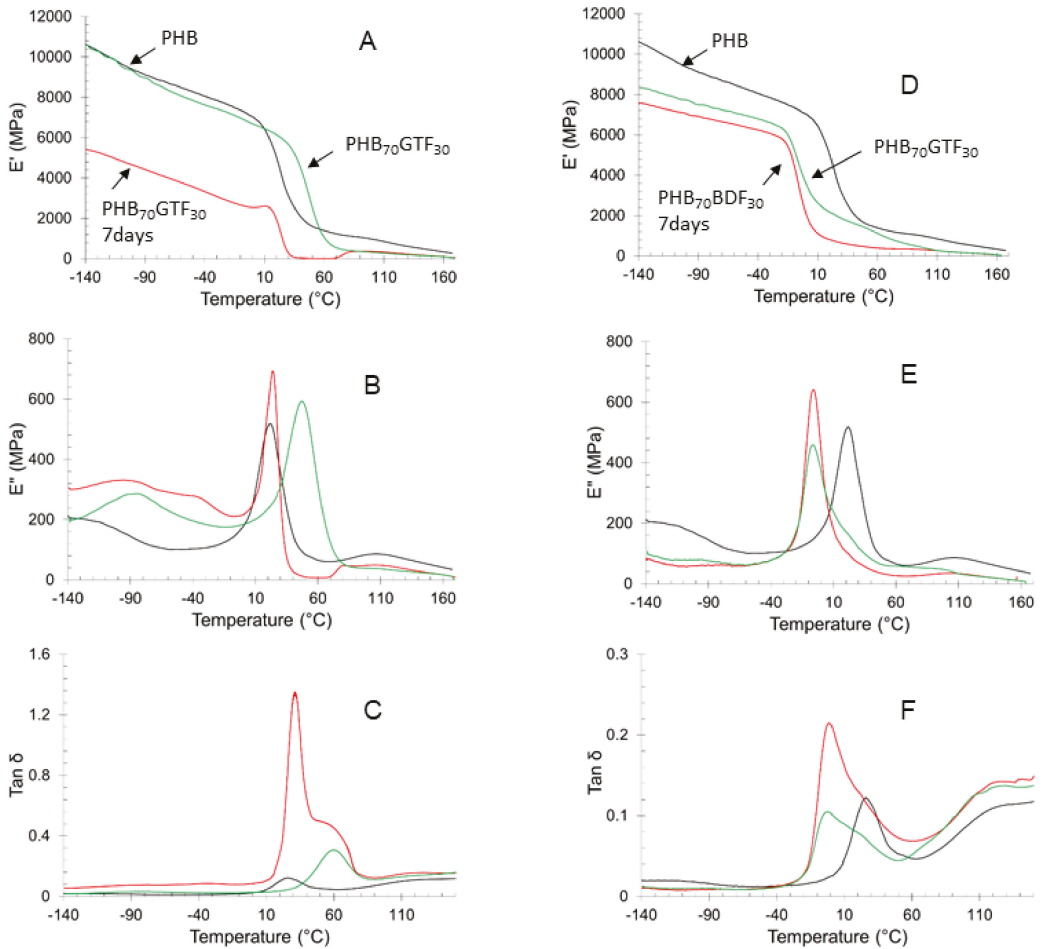 12000
10000
8000
6000
4000
2000
0
E' (MPa)
PHB
A
PHB₇₀GTF₃₀
PHB₇₀GTF₃₀
7days
-140 -90 -40 10 60 110 160
Temperature (°C)
12000
10000
8000
6000
4000
2000
0
E' (MPa)
PHB
D
PHB₇₀GTF₃₀
PHB₇₀BDF₃₀
7days
-140 -90 -40 10 60 110 160
Temperature (°C)
800
600
400
200
0
E" (MPa)
B
-140 -90 -40 10 60 110 160
Temperature (°C)
800
600
400
200
0
E" (MPa)
E
-140 -90 -40 10 60 110 160
Temperature (°C)
1.6
1.2
0.8
0.4
0
Tan δ
C
-140 -90 -40 10 60 110
Temperature (°C)
0.3
0.2
0.1
0
Tan δ
F
-140 -90 -40 10 60 110
Temperature (°C)